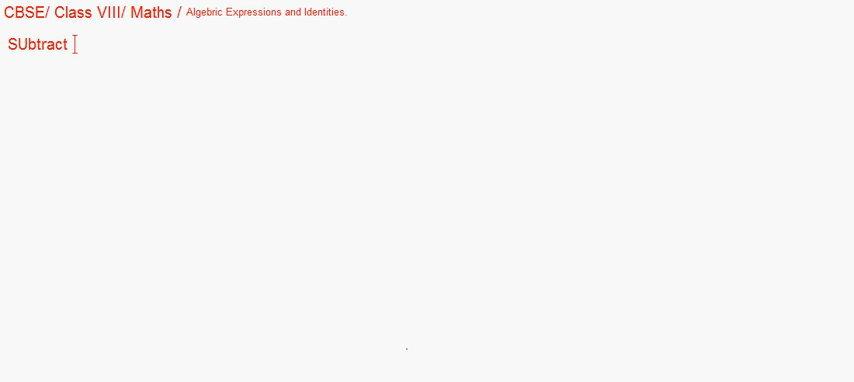 CBSE/ Class VIII/ Maths / Algebric Expressions and Identities.
SUbtract